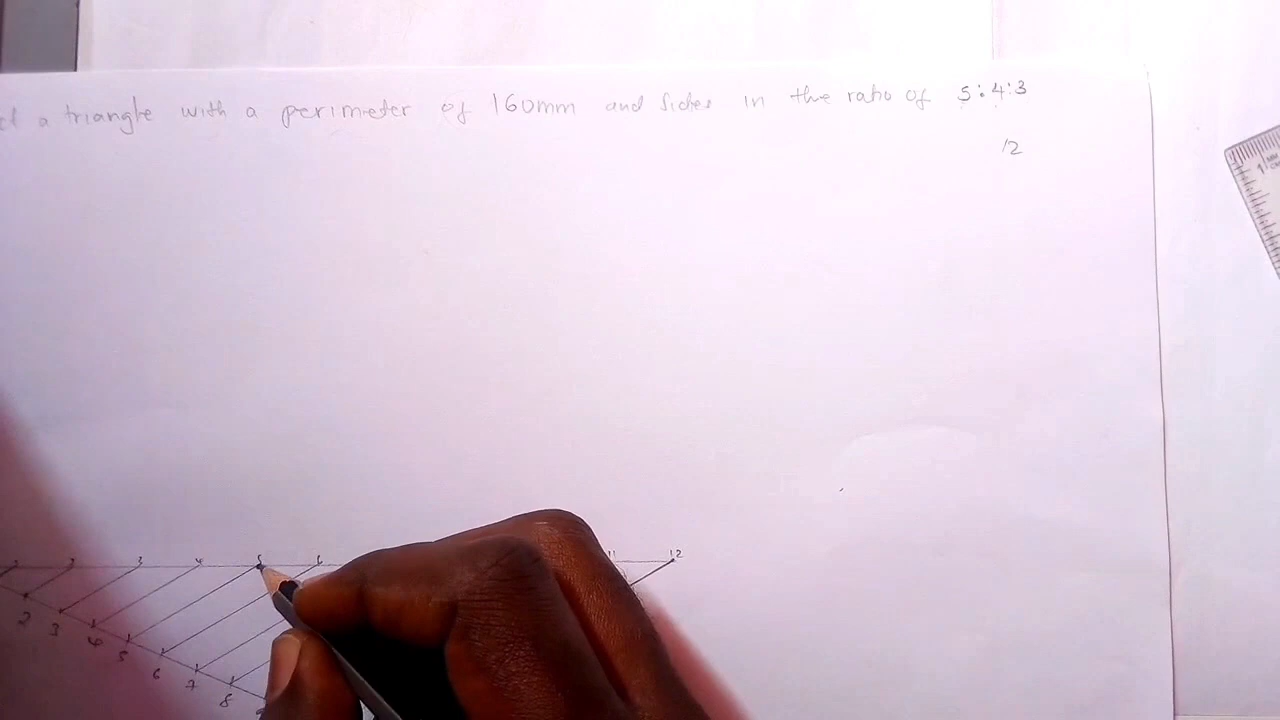 a triangle with a perimeter of 160mm and sides in the ratio of 5:4:3
12
1 2 3 4 5 6 11 12
2 3 4 5 6 7 8